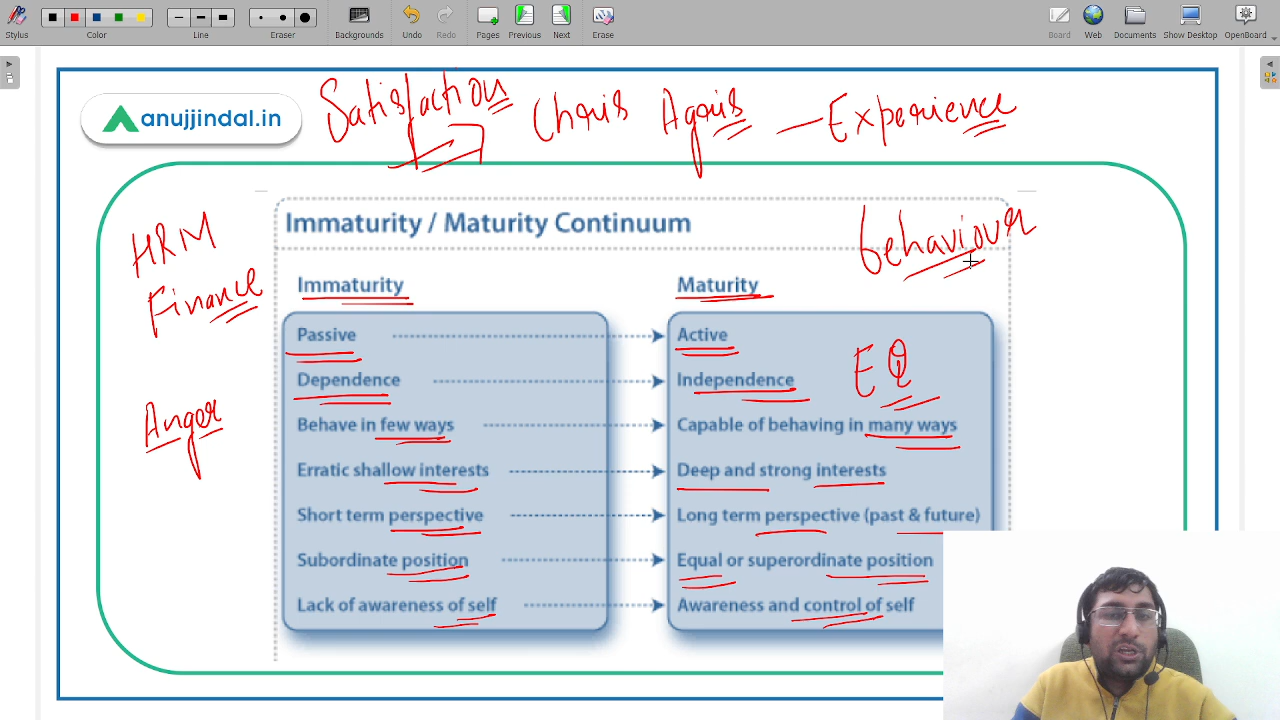 Stylus
Color
Line
Eraser
Backgrounds
Undo
Redo
Pages
Previous
Next
Erase
Board
Web
Documents
Show Desktop
OpenBoard
anujjindal.in
Satisfaction Chris Agris – Experience
HRM
Finance
Anger
Immaturity / Maturity Continuum
behaviour
Immaturity Maturity
Passive Active
Dependence Independence
EQ
Behave in few ways Capable of behaving in many ways
Erratic shallow interests Deep and strong interests
Short term perspective Long term perspective (past & future)
Subordinate position Equal or superordinate position
Lack of awareness of self Awareness and control of self